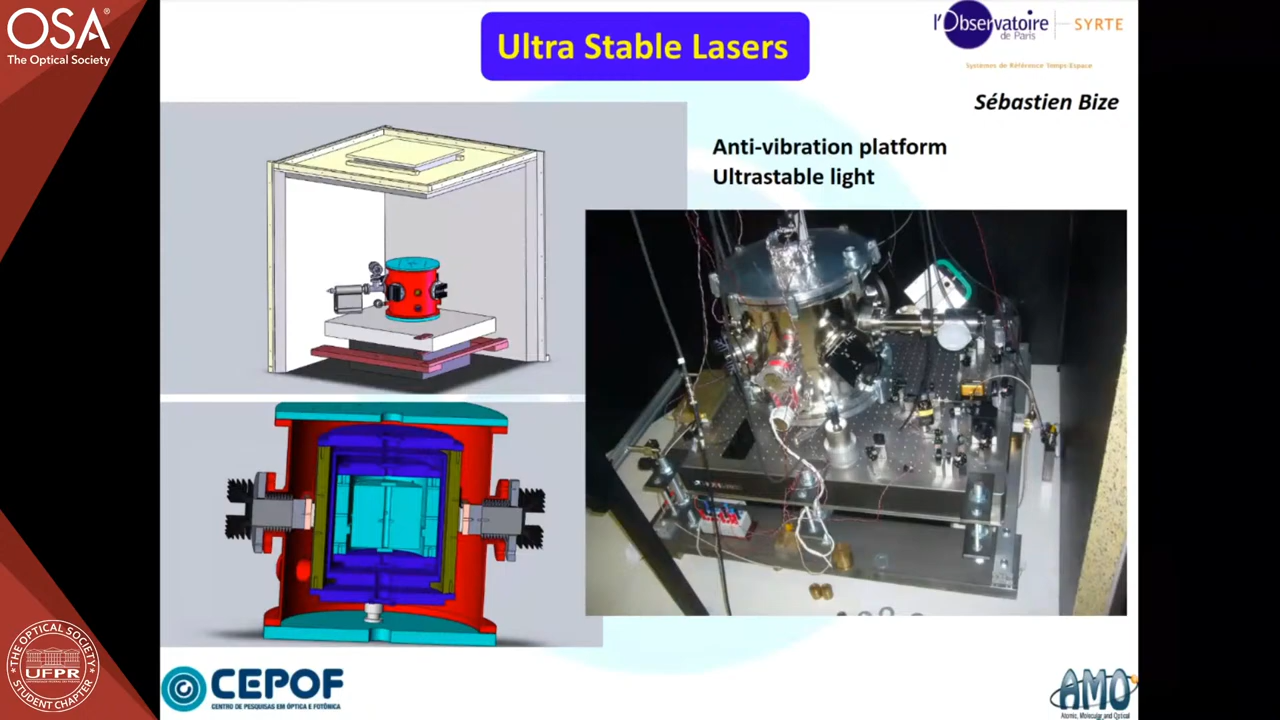 OSA®
The Optical Society
Ultra Stable Lasers
l'Observatoire
de Paris
SYRTE
Systèmes de Référence Temps-Espace
Sébastien Bize
Anti-vibration platform
Ultrastable light
THE OPTICAL SOCIETY
UFPR
STUDENT CHAPTER
CEPOF
CENTRO DE PESQUISAS EM ÓPTICA E FOTÔNICA
AMO
Atomic, Molecular and Optical